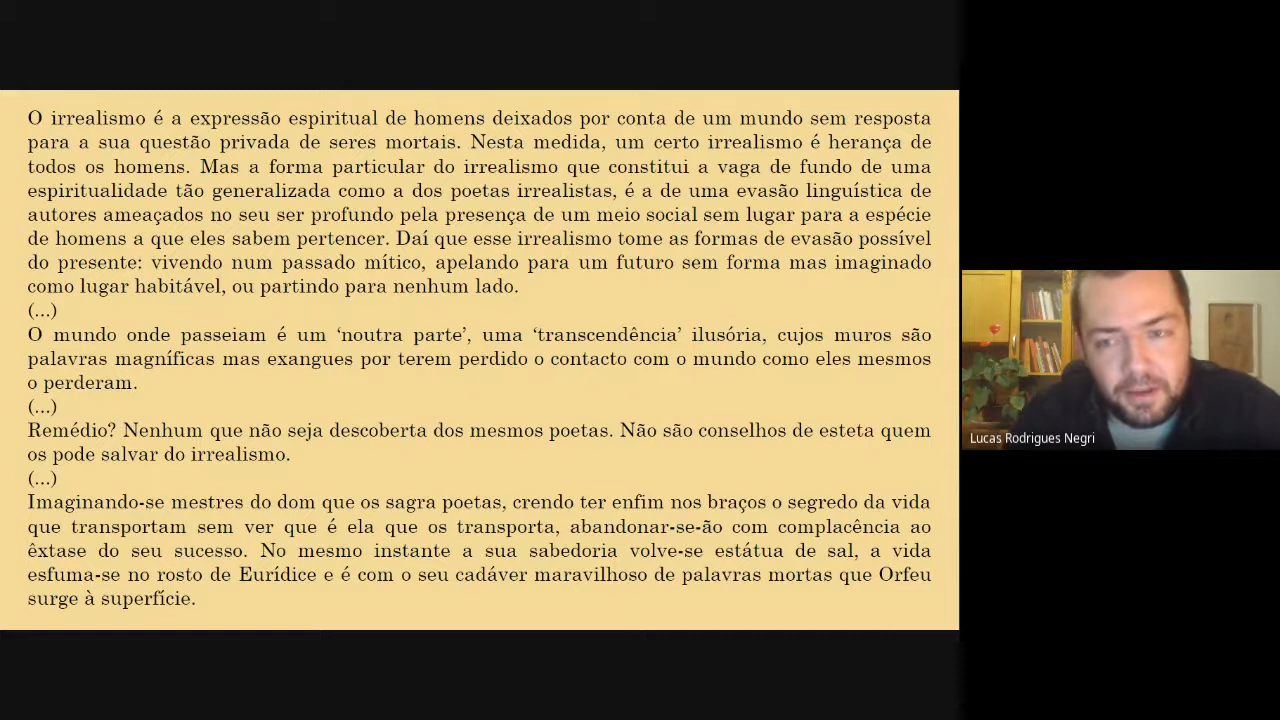 O irrealismo é a expressão espiritual de homens deixados por conta de um mundo sem resposta
para a sua questão privada de seres mortais. Nesta medida, um certo irrealismo é herança de
todos os homens. Mas a forma particular do irrealismo que constitui a vaga de fundo de uma
espiritualidade tão generalizada como a dos poetas irrealistas, é a de uma evasão linguística de
autores ameaçados no seu ser profundo pela presença de um meio social sem lugar para a espécie
de homens a que eles sabem pertencer. Daí que esse irrealismo tome as formas de evasão possível
do presente: vivendo num passado mítico, apelando para um futuro sem forma mas imaginado
como lugar habitável, ou partindo para nenhum lado.
(...)
O mundo onde passeiam é um ‘noutra parte’, uma ‘transcendência’ ilusória, cujos muros são
palavras magníficas mas exangues por terem perdido o contacto com o mundo como eles mesmos
o perderam.
(...)
Remédio? Nenhum que não seja descoberta dos mesmos poetas. Não são conselhos de esteta quem
os pode salvar do irrealismo.
(...)
Imaginando-se mestres do dom que os sagra poetas, crendo ter enfim nos braços o segredo da vida
que transportam sem ver que é ela que os transporta, abandonar-se-ão com complacência ao
êxtase do seu sucesso. No mesmo instante a sua sabedoria volve-se estátua de sal, a vida
esfuma-se no rosto de Eurídice e é com o seu cadáver maravilhoso de palavras mortas que Orfeu
surge à superfície.
Lucas Rodrigues Negri